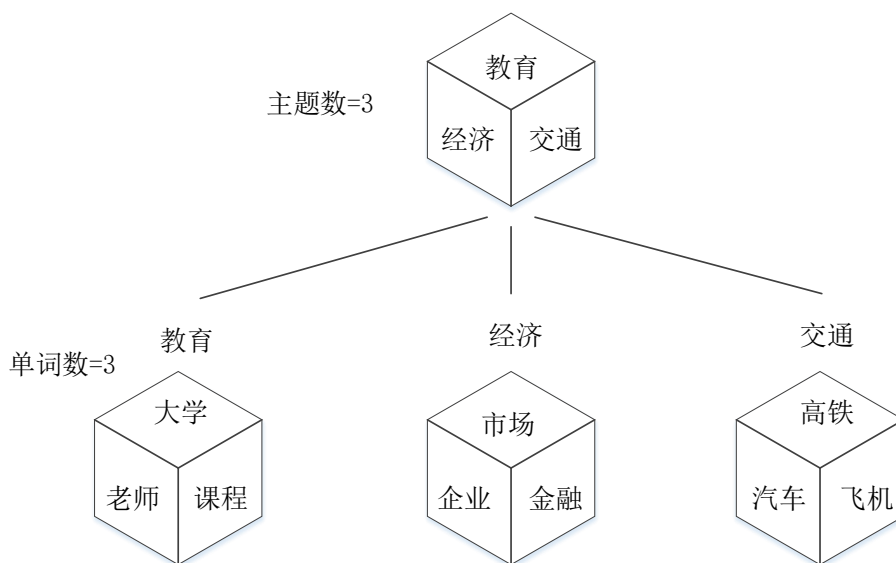 教育
主题数=3
经济 交通
教育 经济 交通
单词数=3
大学 市场 高铁
老师 课程 企业 金融 汽车 飞机